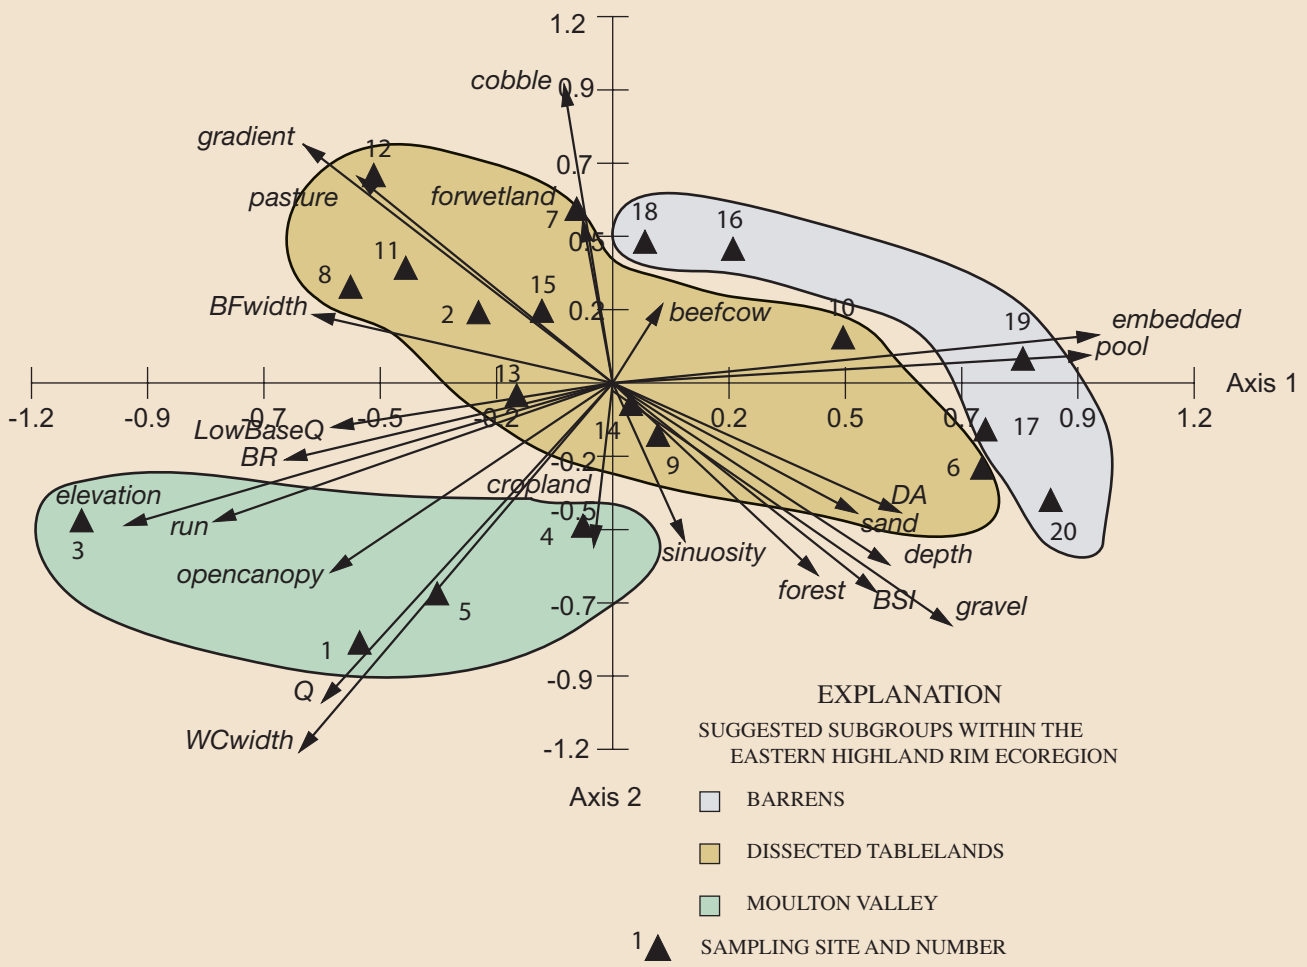 1.2
cobble
0.9
gradient
12
0.7
pasture
forwetland
7
18
16
0.5
11
8
15
BFwidth
2
0.2
beefcow
10
19
embedded
pool
13
Axis 1
-1.2
-0.9
-0.7
-0.5
-0.2
0.2
0.5
0.7
0.9
1.2
LowBaseQ
14
17
BR
-0.2
9
6
elevation
cropland
DA
run
-0.5
sand
3
4
sinuosity
20
depth
opencanopy
forest
BSI
gravel
5
-0.7
1
Q
-0.9
WCwidth
-1.2
Axis 2
EXPLANATION
SUGGESTED SUBGROUPS WITHIN THE
EASTERN HIGHLAND RIM ECOREGION
BARRENS
DISSECTED TABLELANDS
MOULTON VALLEY
1 SAMPLING SITE AND NUMBER